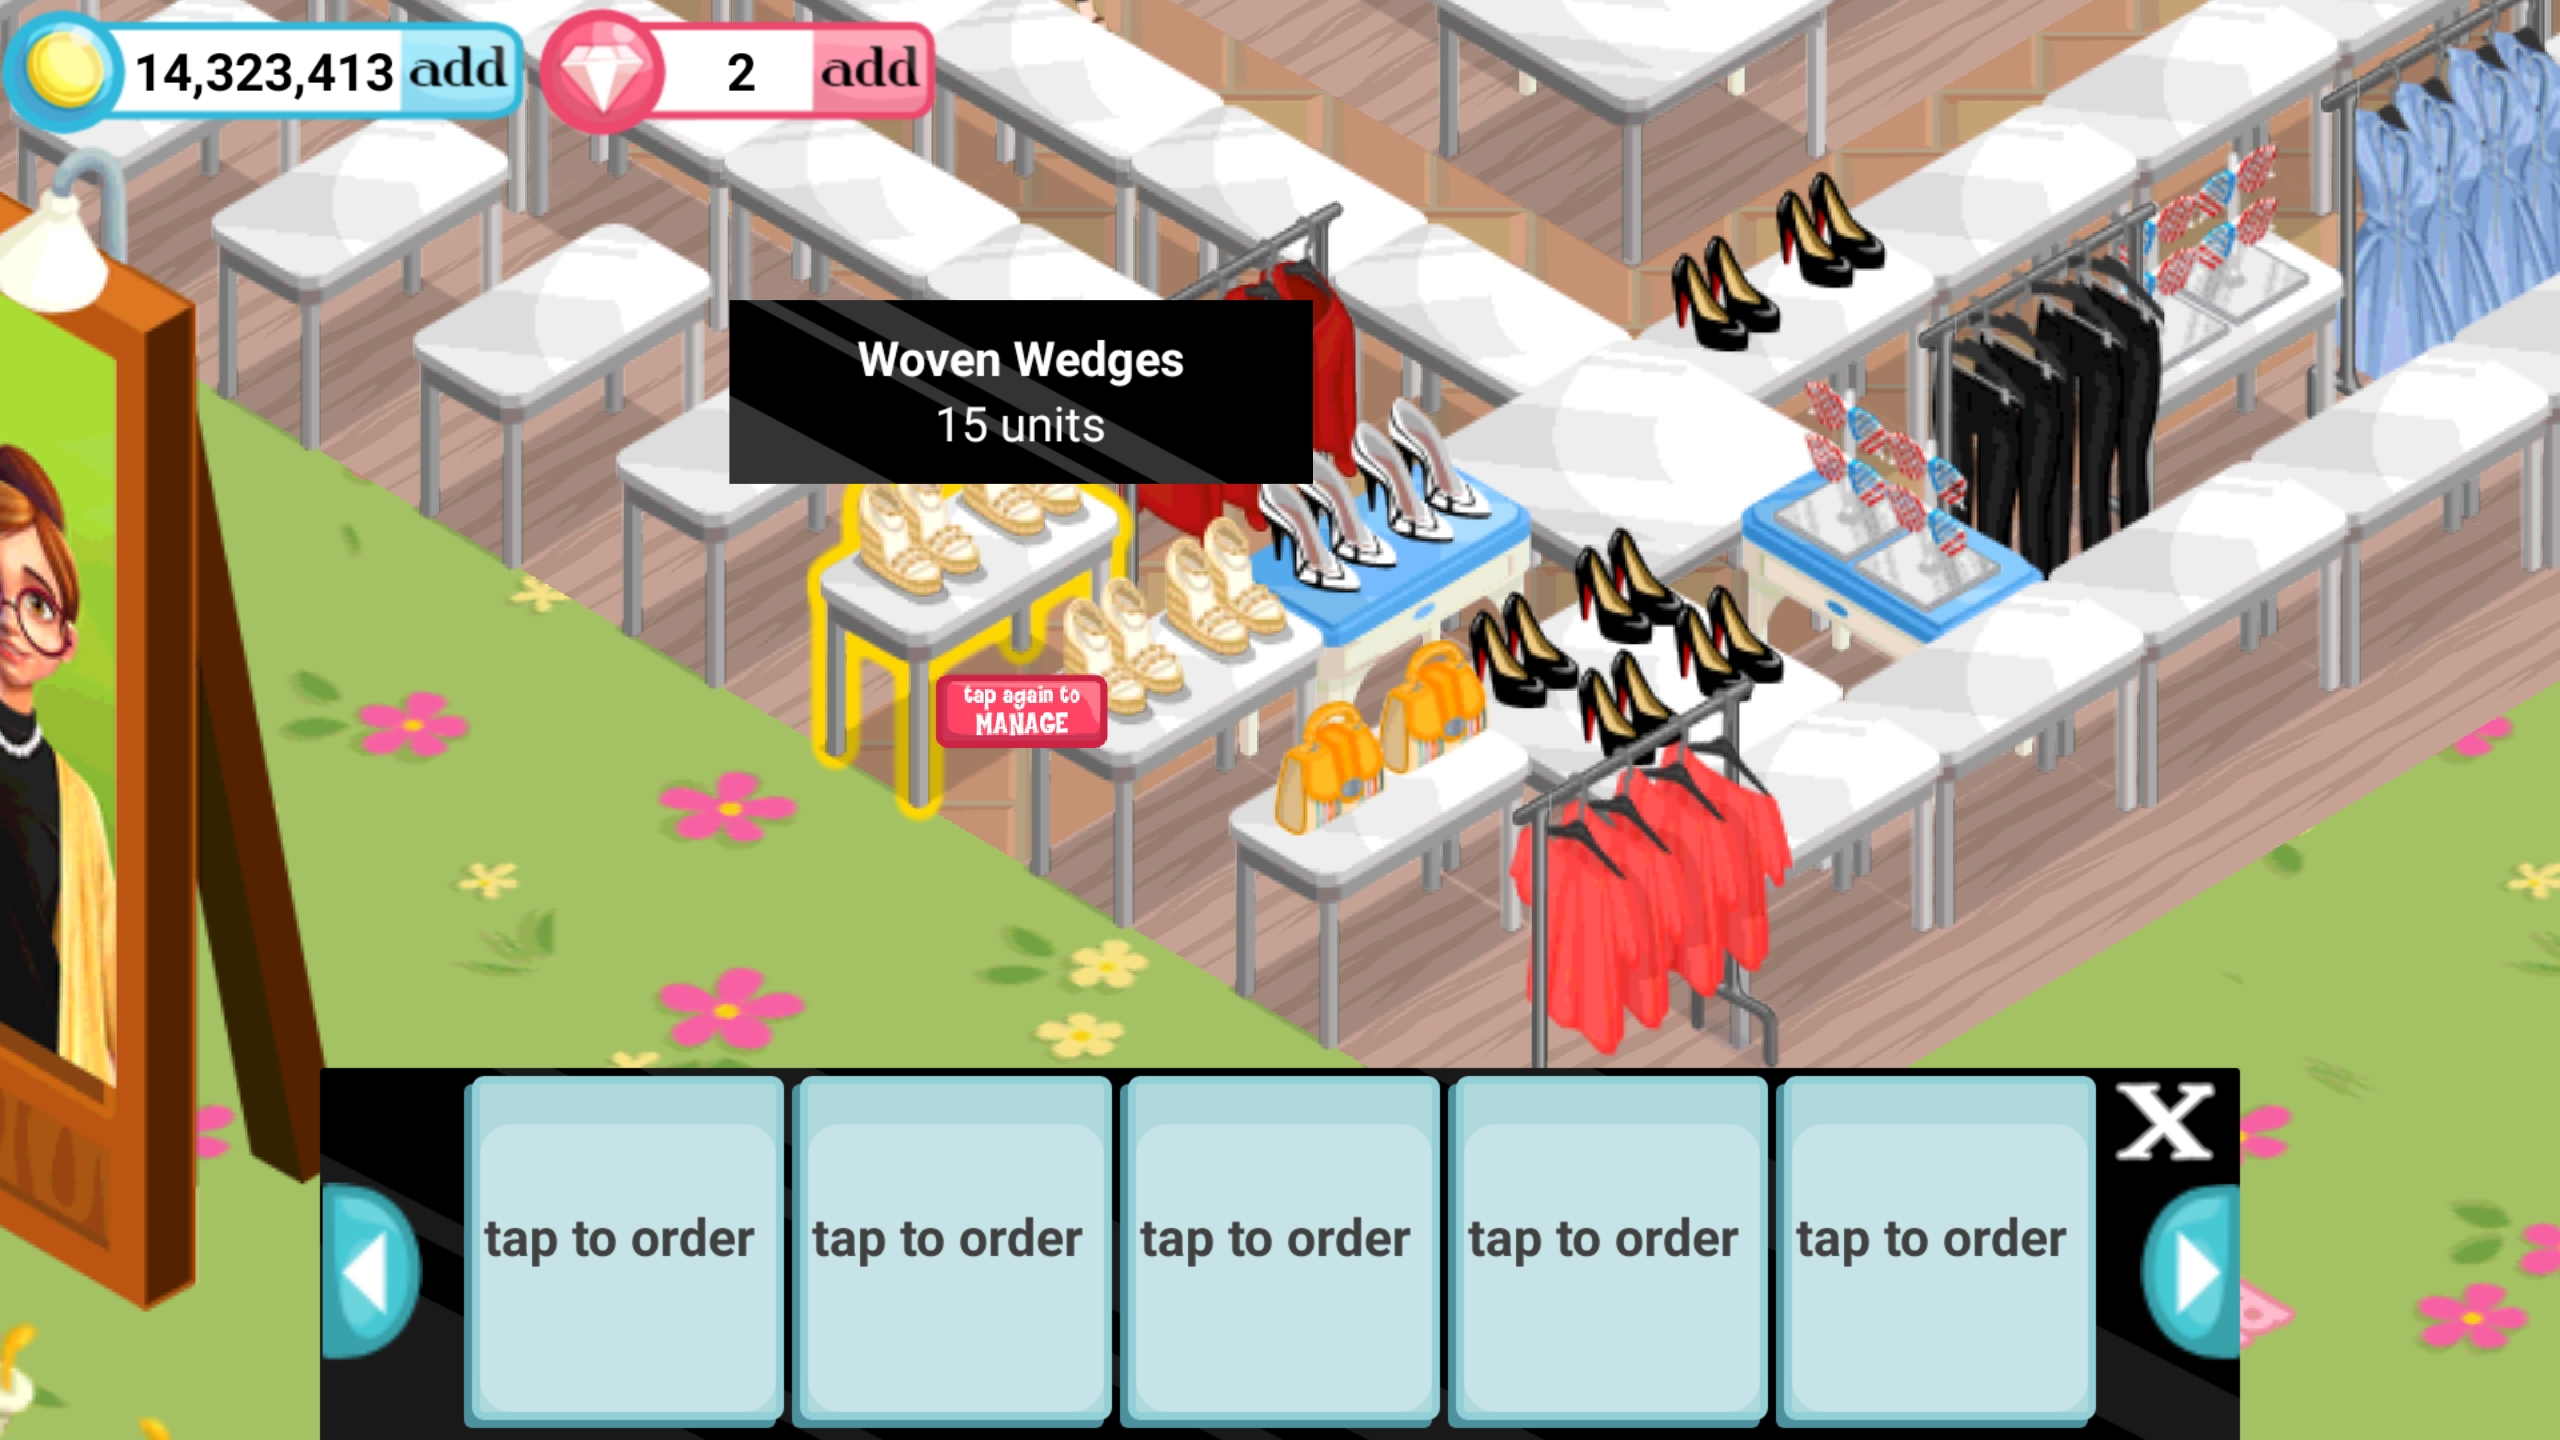 14,323,413 add
2 add
Woven Wedges
15 units
tap again to
MANAGE
X
tap to order
tap to order
tap to order
tap to order
tap to order